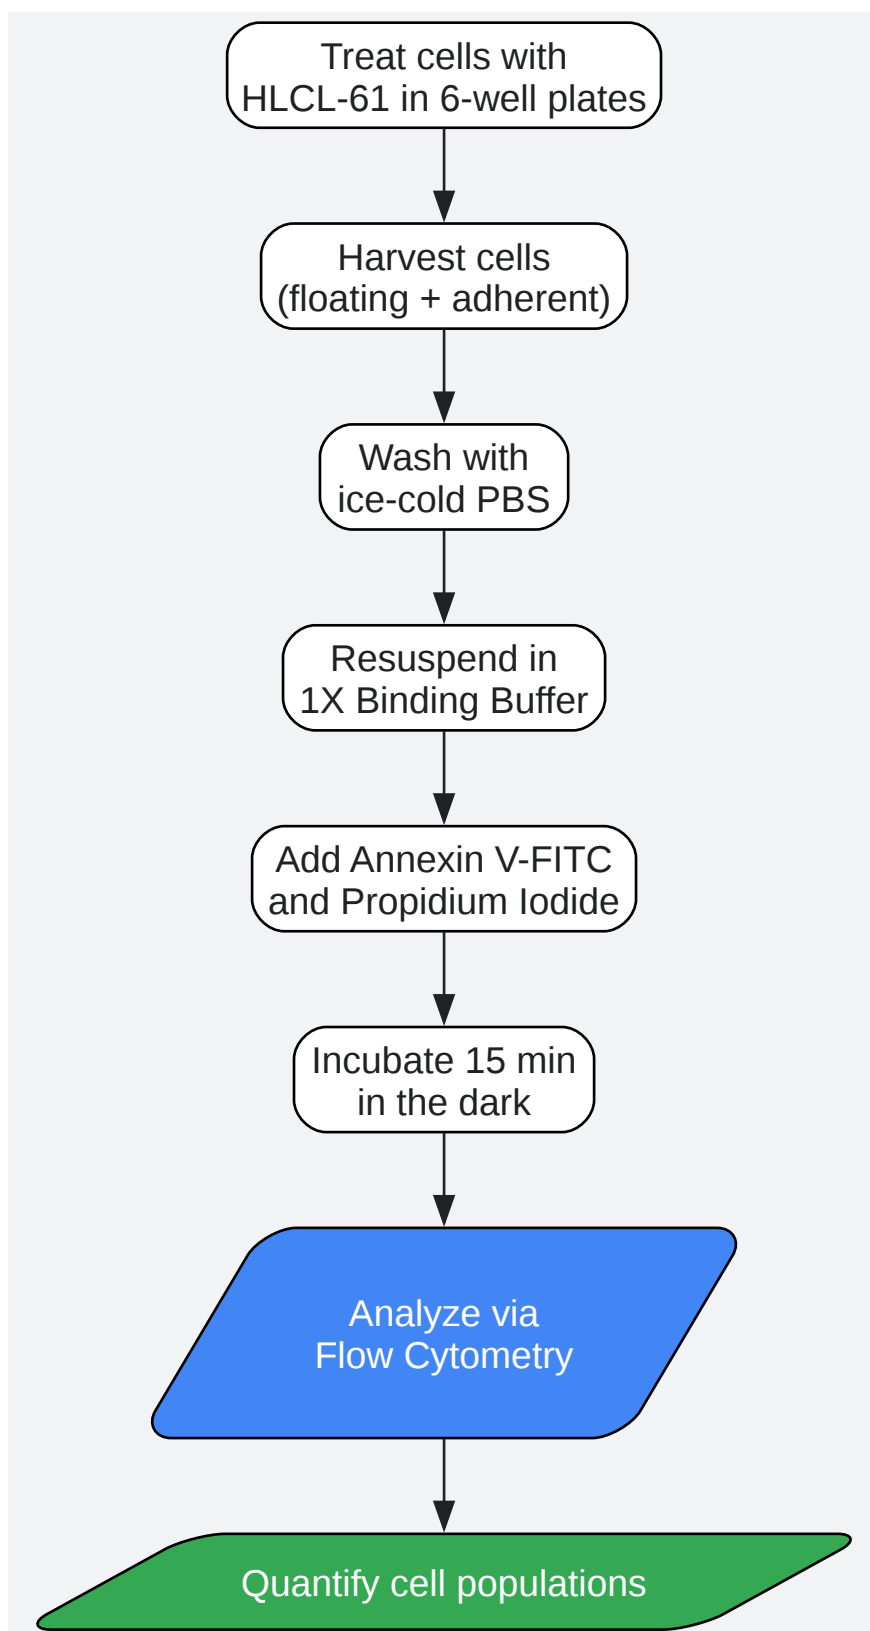 Treat cells with
HLCL-61 in 6-well plates
Harvest cells
(floating + adherent)
Wash with
ice-cold PBS
Resuspend in
1X Binding Buffer
Add Annexin V-FITC
and Propidium Iodide
Incubate 15 min
in the dark
Analyze via
Flow Cytometry
Quantify cell populations